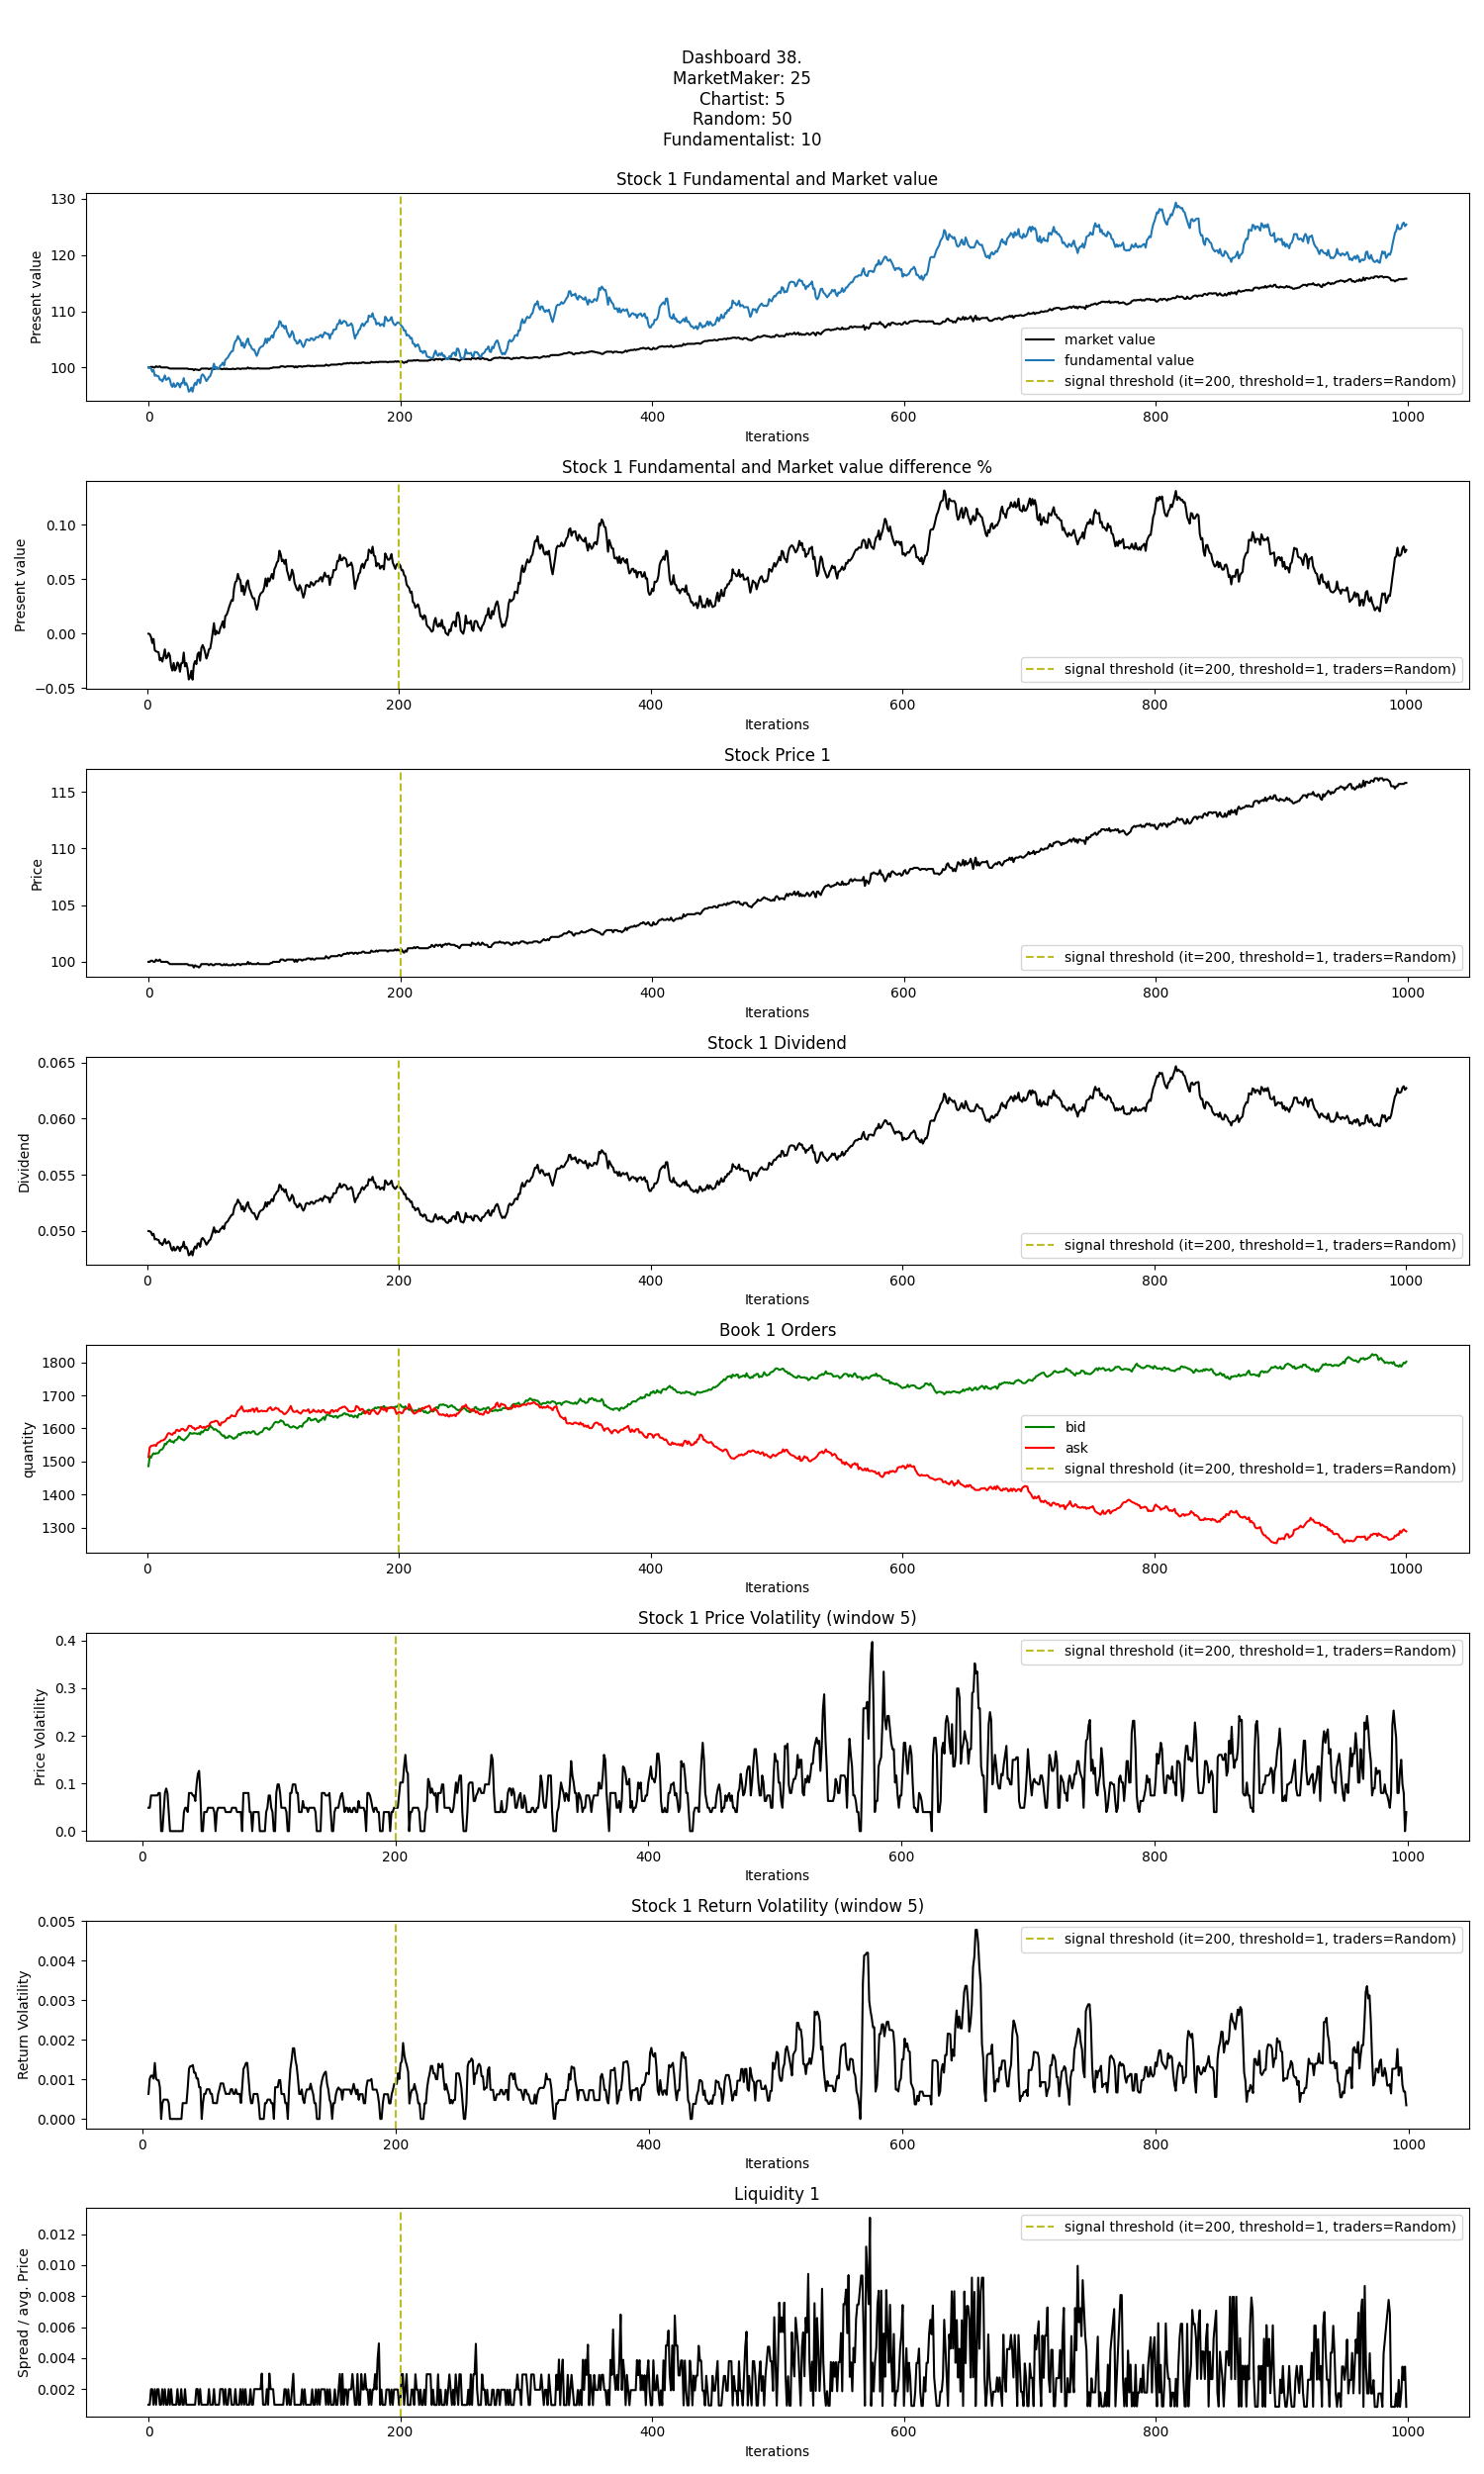 Dashboard 38.
MarketMaker: 25
Chartist: 5
Random: 50
Fundamentalist: 10
Stock 1 Fundamental and Market value
Present value
130
120
110
100
market value
fundamental value
signal threshold (it=200, threshold=1, traders=Random)
0 200 400 600 800 1000
Iterations
Stock 1 Fundamental and Market value difference %
Present value
0.10
0.05
0.00
−0.05
signal threshold (it=200, threshold=1, traders=Random)
0 200 400 600 800 1000
Iterations
Stock Price 1
Price
115
110
105
100
signal threshold (it=200, threshold=1, traders=Random)
0 200 400 600 800 1000
Iterations
Stock 1 Dividend
Dividend
0.065
0.060
0.055
0.050
signal threshold (it=200, threshold=1, traders=Random)
0 200 400 600 800 1000
Iterations
Book 1 Orders
quantity
1800
1700
1600
1500
1400
1300
bid
ask
signal threshold (it=200, threshold=1, traders=Random)
0 200 400 600 800 1000
Iterations
Stock 1 Price Volatility (window 5)
Price Volatility
0.4
0.3
0.2
0.1
0.0
signal threshold (it=200, threshold=1, traders=Random)
0 200 400 600 800 1000
Iterations
Stock 1 Return Volatility (window 5)
Return Volatility
0.005
0.004
0.003
0.002
0.001
0.000
signal threshold (it=200, threshold=1, traders=Random)
0 200 400 600 800 1000
Iterations
Liquidity 1
Spread / avg. Price
0.012
0.010
0.008
0.006
0.004
0.002
signal threshold (it=200, threshold=1, traders=Random)
0 200 400 600 800 1000
Iterations